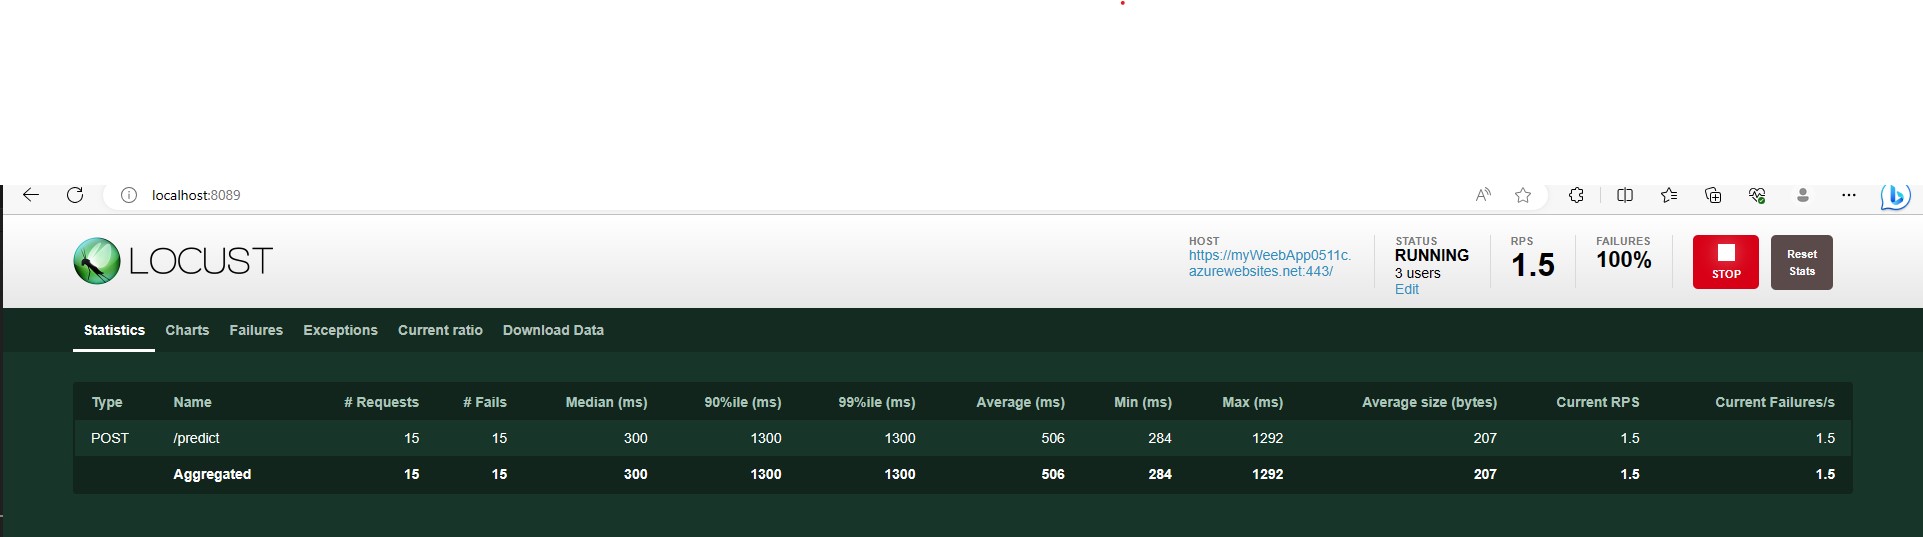 localhost:8089
LOCUST
HOST
https://myWeebApp0511c.
azurewebsites.net:443/
STATUS
RUNNING
3 users
Edit
RPS
1.5
FAILURES
100%
STOP
Reset
Stats
Statistics Charts Failures Exceptions Current ratio Download Data
Type Name # Requests # Fails Median (ms) 90%ile (ms) 99%ile (ms) Average (ms) Min (ms) Max (ms) Average size (bytes) Current RPS Current Failures/s
POST /predict 15 15 300 1300 1300 506 284 1292 207 1.5 1.5
Aggregated 15 15 300 1300 1300 506 284 1292 207 1.5 1.5